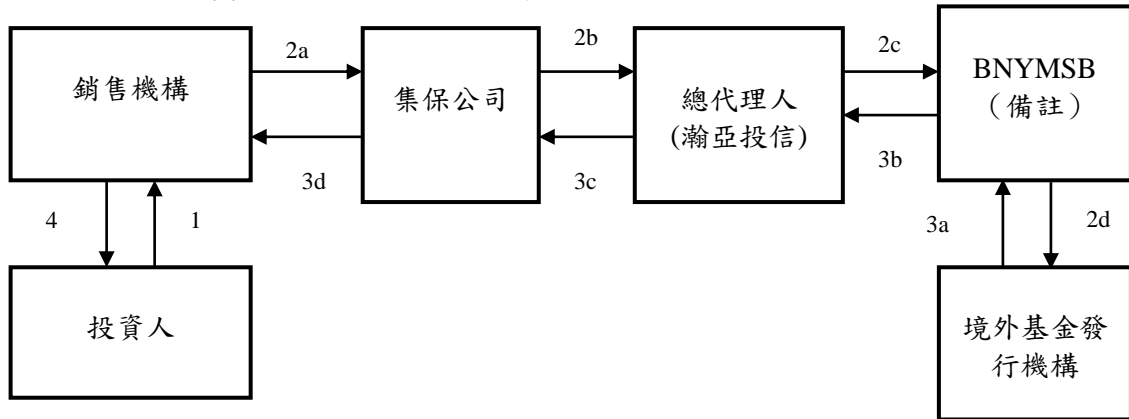 2a
2b
2c
銷售機構
集保公司
總代理人
(瀚亞投信)
BNYMSB
(備註)
3d
3c
3b
4
1
3a
2d
投資人
境外基金發
行機構